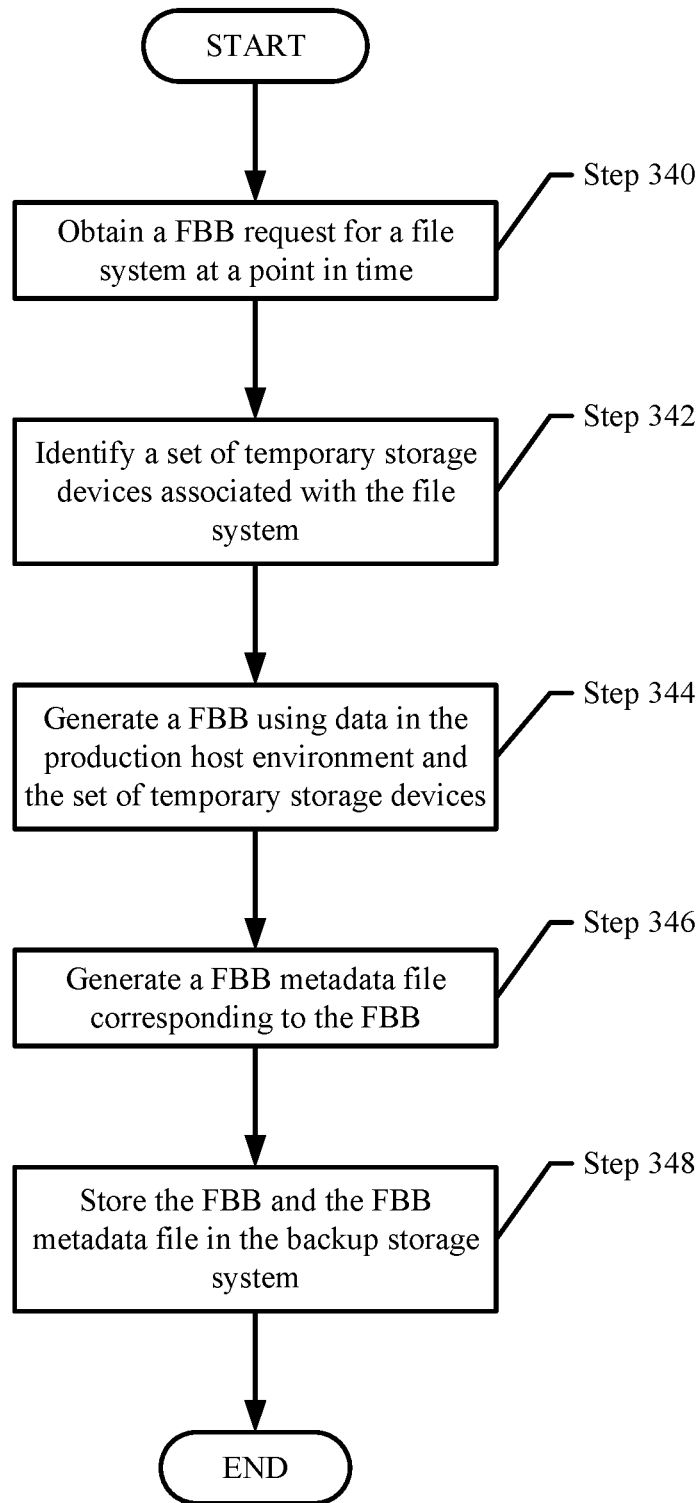 START
Step 340
Obtain a FBB request for a file
system at a point in time
Step 342
Identify a set of temporary storage
devices associated with the file
system
Step 344
Generate a FBB using data in the
production host environment and
the set of temporary storage devices
Step 346
Generate a FBB metadata file
corresponding to the FBB
Step 348
Store the FBB and the FBB
metadata file in the backup storage
system
END